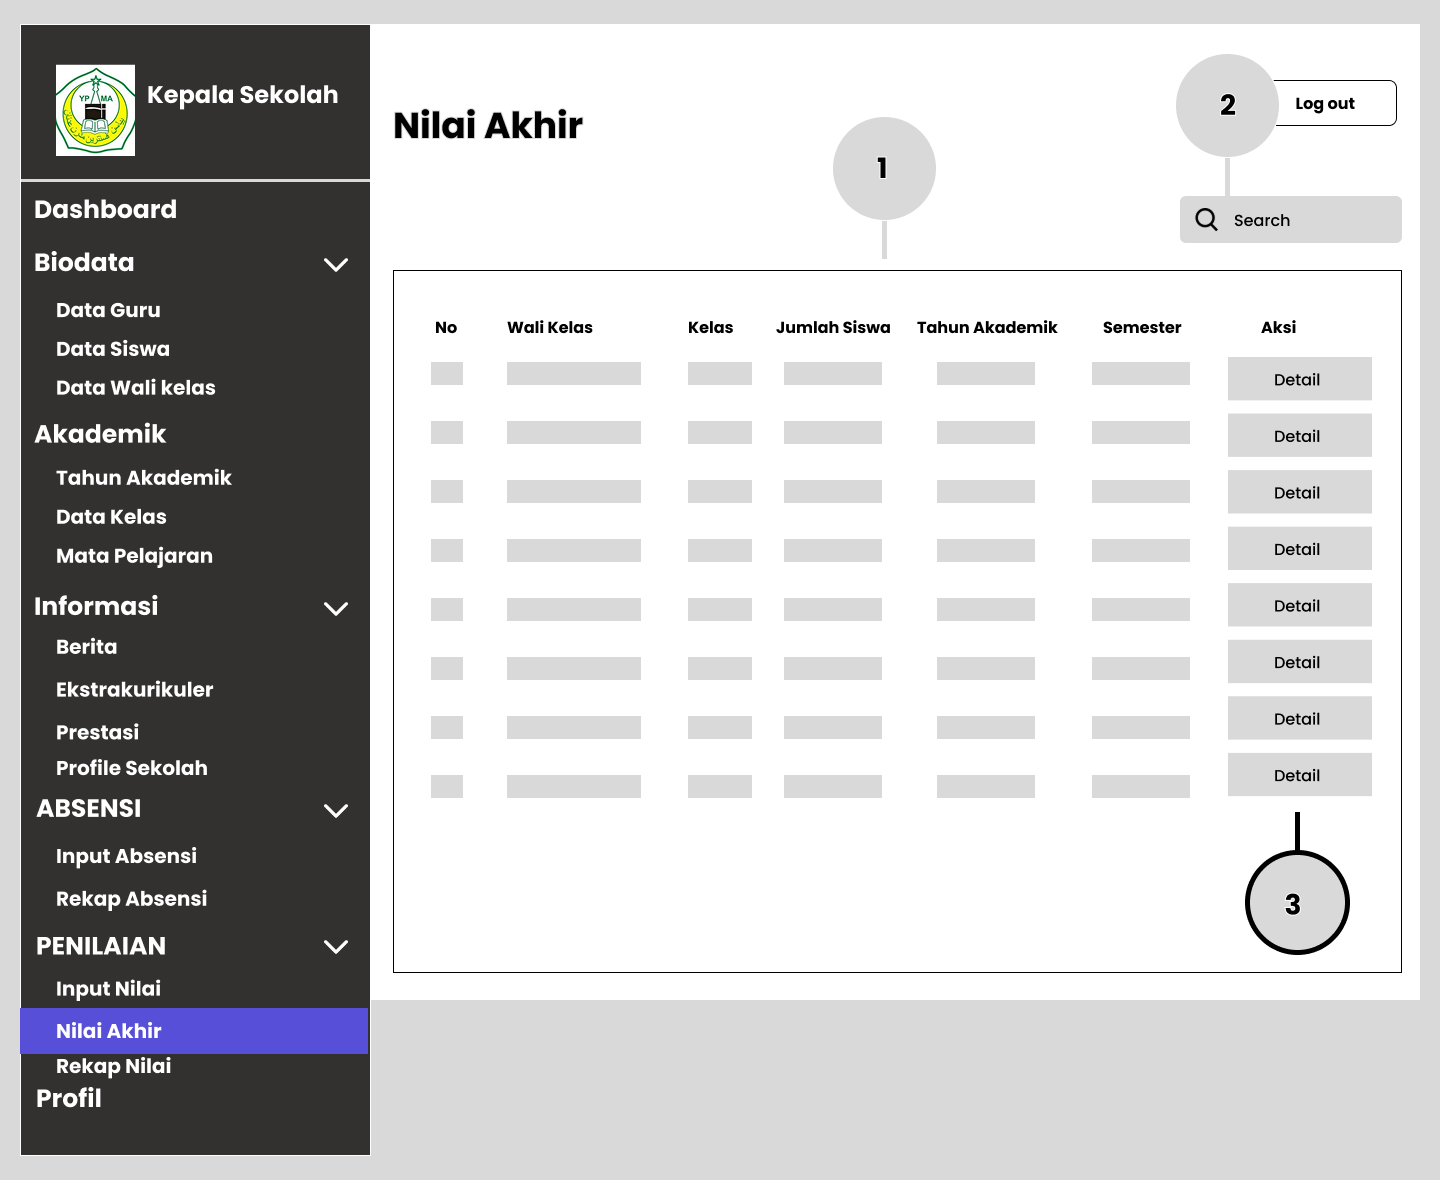 YP MA
Kepala Sekolah
Dashboard
Biodata
Data Guru
Data Siswa
Data Wali kelas
Akademik
Tahun Akademik
Data Kelas
Mata Pelajaran
Informasi
Berita
Ekstrakurikuler
Prestasi
Profile Sekolah
ABSENSI
Input Absensi
Rekap Absensi
PENILAIAN
Input Nilai
Nilai Akhir
Rekap Nilai
Profil
Nilai Akhir
1
2
Log out
Search
No Wali Kelas Kelas Jumlah Siswa Tahun Akademik Semester Aksi
Detail
Detail
Detail
Detail
Detail
Detail
Detail
Detail
3